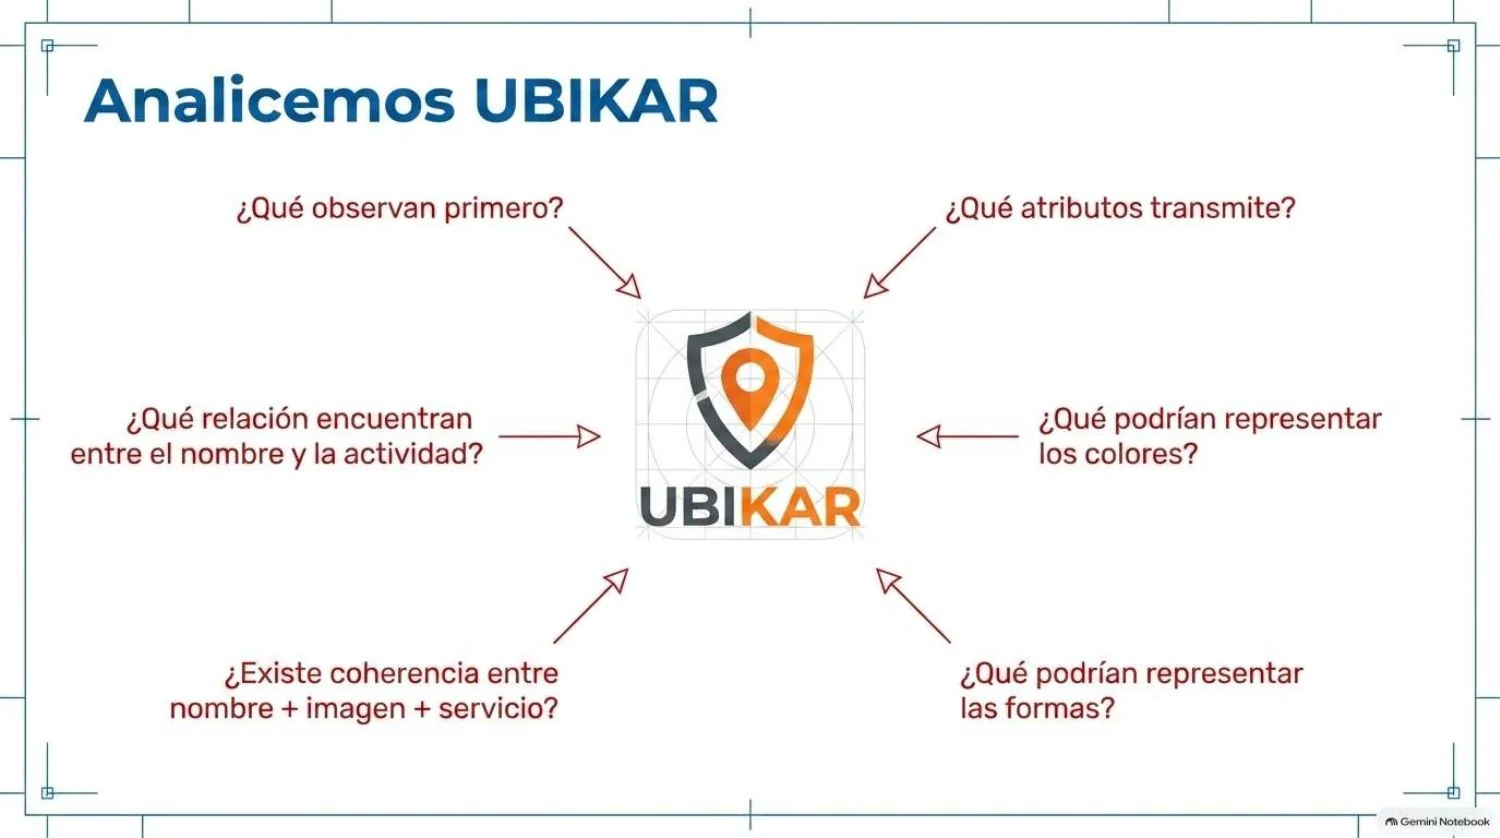 Analicemos UBIKAR
¿Qué observan primero?
¿Qué atributos transmite?
¿Qué relación encuentran
entre el nombre y la actividad?
¿Qué podrían representar
los colores?
UBIKAR
¿Existe coherencia entre
nombre + imagen + servicio?
¿Qué podrían representar
las formas?
Gemini Notebook